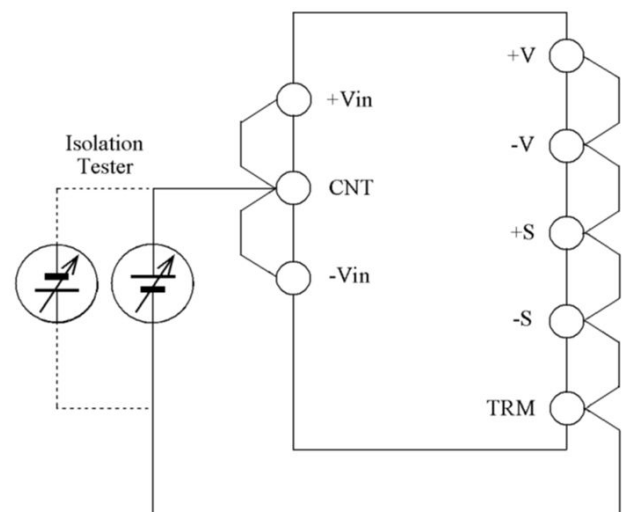 Isolation
Tester
+Vin
CNT
-Vin
+V
-V
+S
-S
TRM